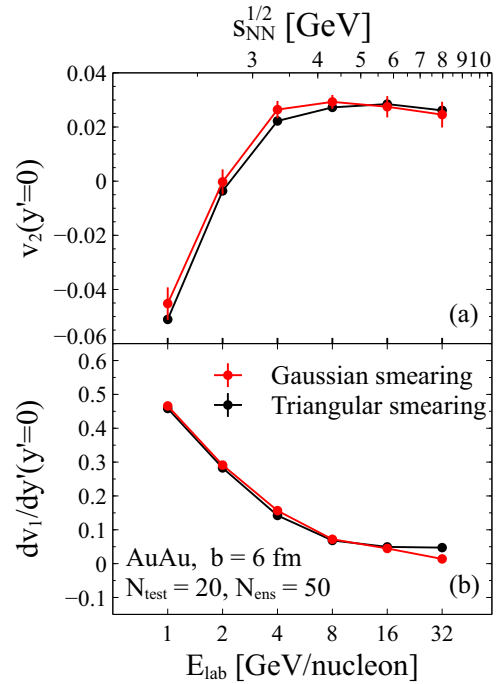 s_NN^1/2 [GeV]
3 4 5 6 7 8 9 10
0.04
0.02
0
−0.02
−0.04
−0.06
v₂(y'=0)
(a)
Gaussian smearing
Triangular smearing
0.6
0.5
0.4
0.3
0.2
0.1
0
−0.1
dv₁/dy'(y'=0)
AuAu, b = 6 fm
N_test = 20, N_ens = 50
(b)
1 2 4 8 16 32
E_lab [GeV/nucleon]